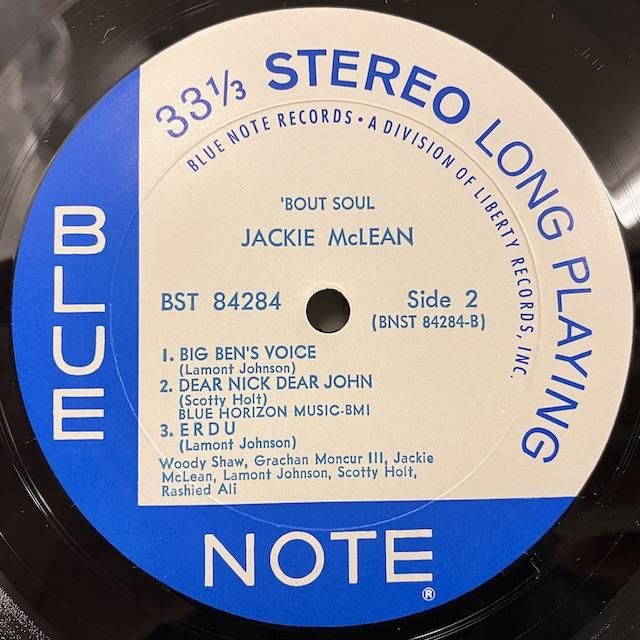 33 1/3 STEREO LONG PLAYING
BLUE NOTE RECORDS • A DIVISION OF LIBERTY RECORDS, INC.
'BOUT SOUL
JACKIE McLEAN
BST 84284 Side 2
(BNST 84284-B)
1. BIG BEN'S VOICE
(Lamont Johnson)
2. DEAR NICK DEAR JOHN
(Scotty Holt)
BLUE HORIZON MUSIC-BMI
3. ERDU
(Lamont Johnson)
Woody Shaw, Grachan Moncur III, Jackie
McLean, Lamont Johnson, Scotty Holt,
Rashied Ali
BLUE
NOTE®